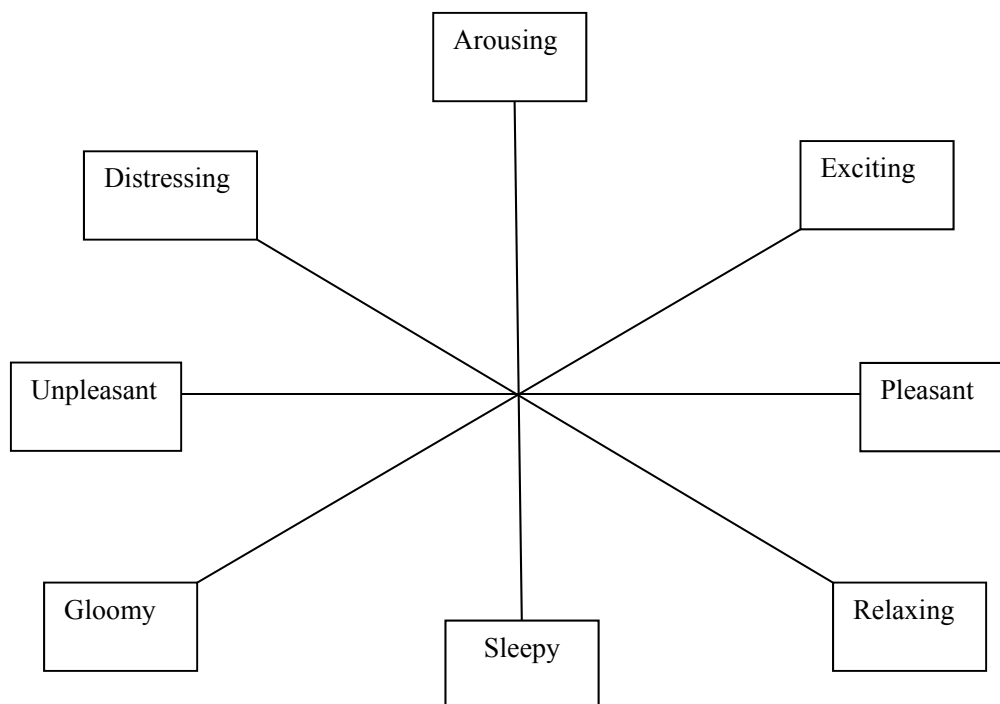 Arousing
Exciting
Distressing
Unpleasant
Pleasant
Gloomy
Relaxing
Sleepy